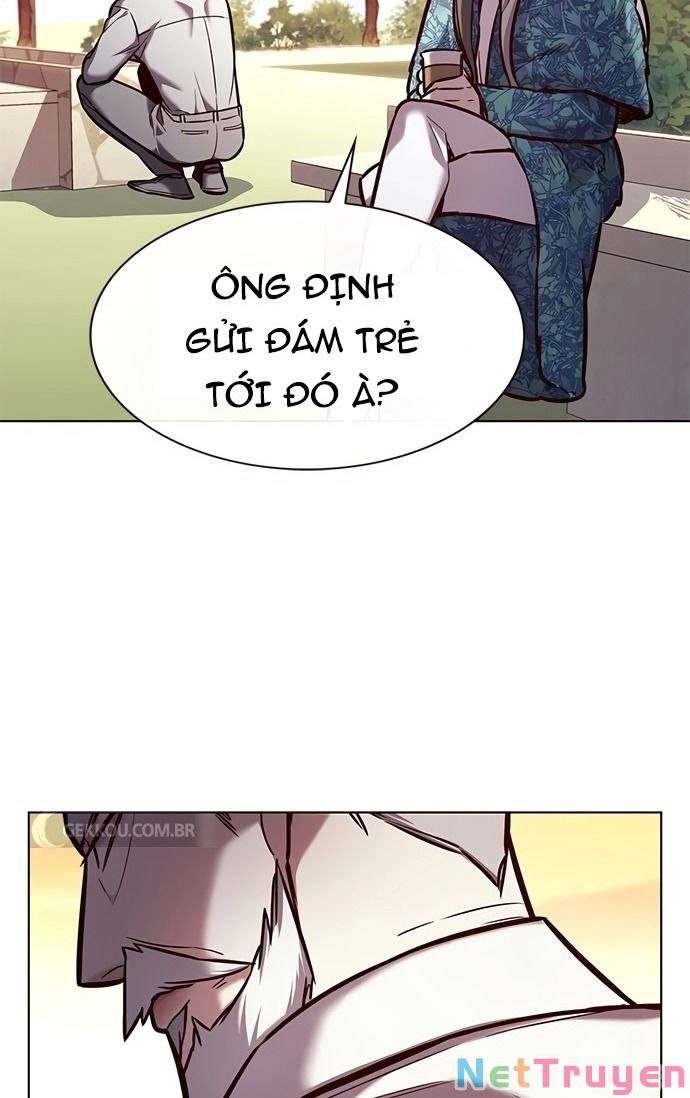 ÔNG ĐỊNH
GỬI ĐÁM TRẺ
TỚI ĐÓ À?
GEKKOU.COM.BR
NetTruyen